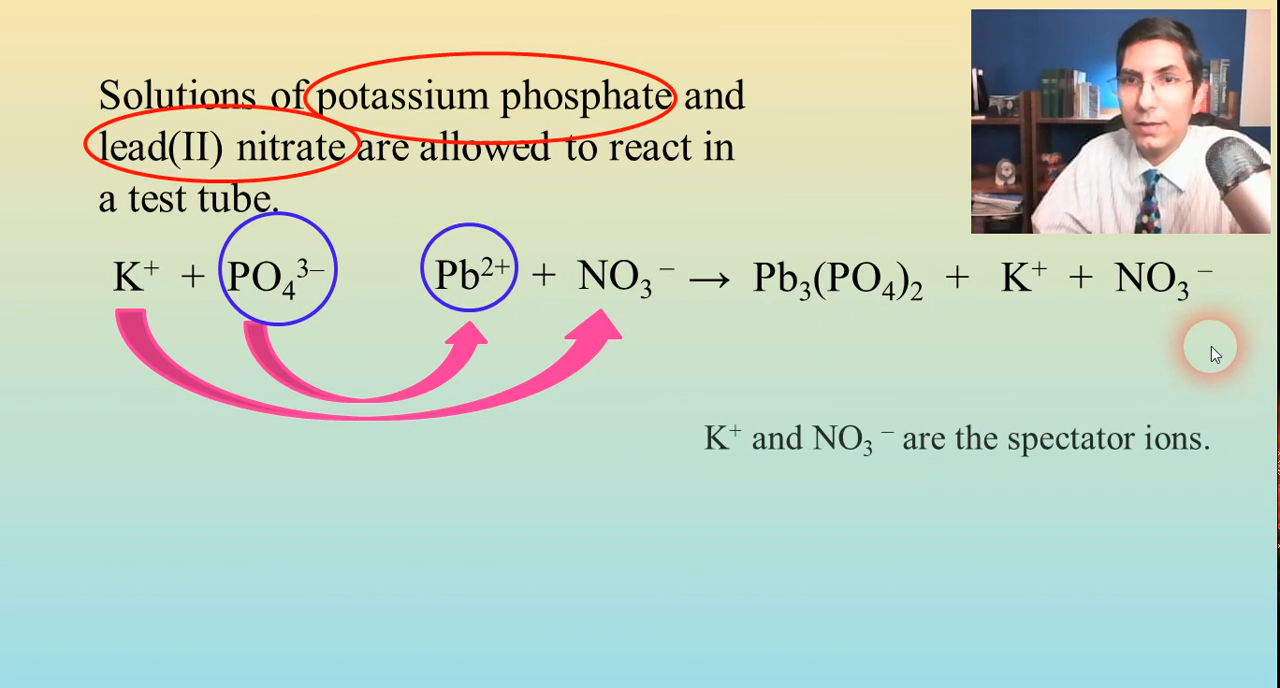 Solutions of potassium phosphate and
lead(II) nitrate are allowed to react in
a test tube.
K⁺ + PO₄³⁻ Pb²⁺ + NO₃⁻ → Pb₃(PO₄)₂ + K⁺ + NO₃⁻
K⁺ and NO₃⁻ are the spectator ions.